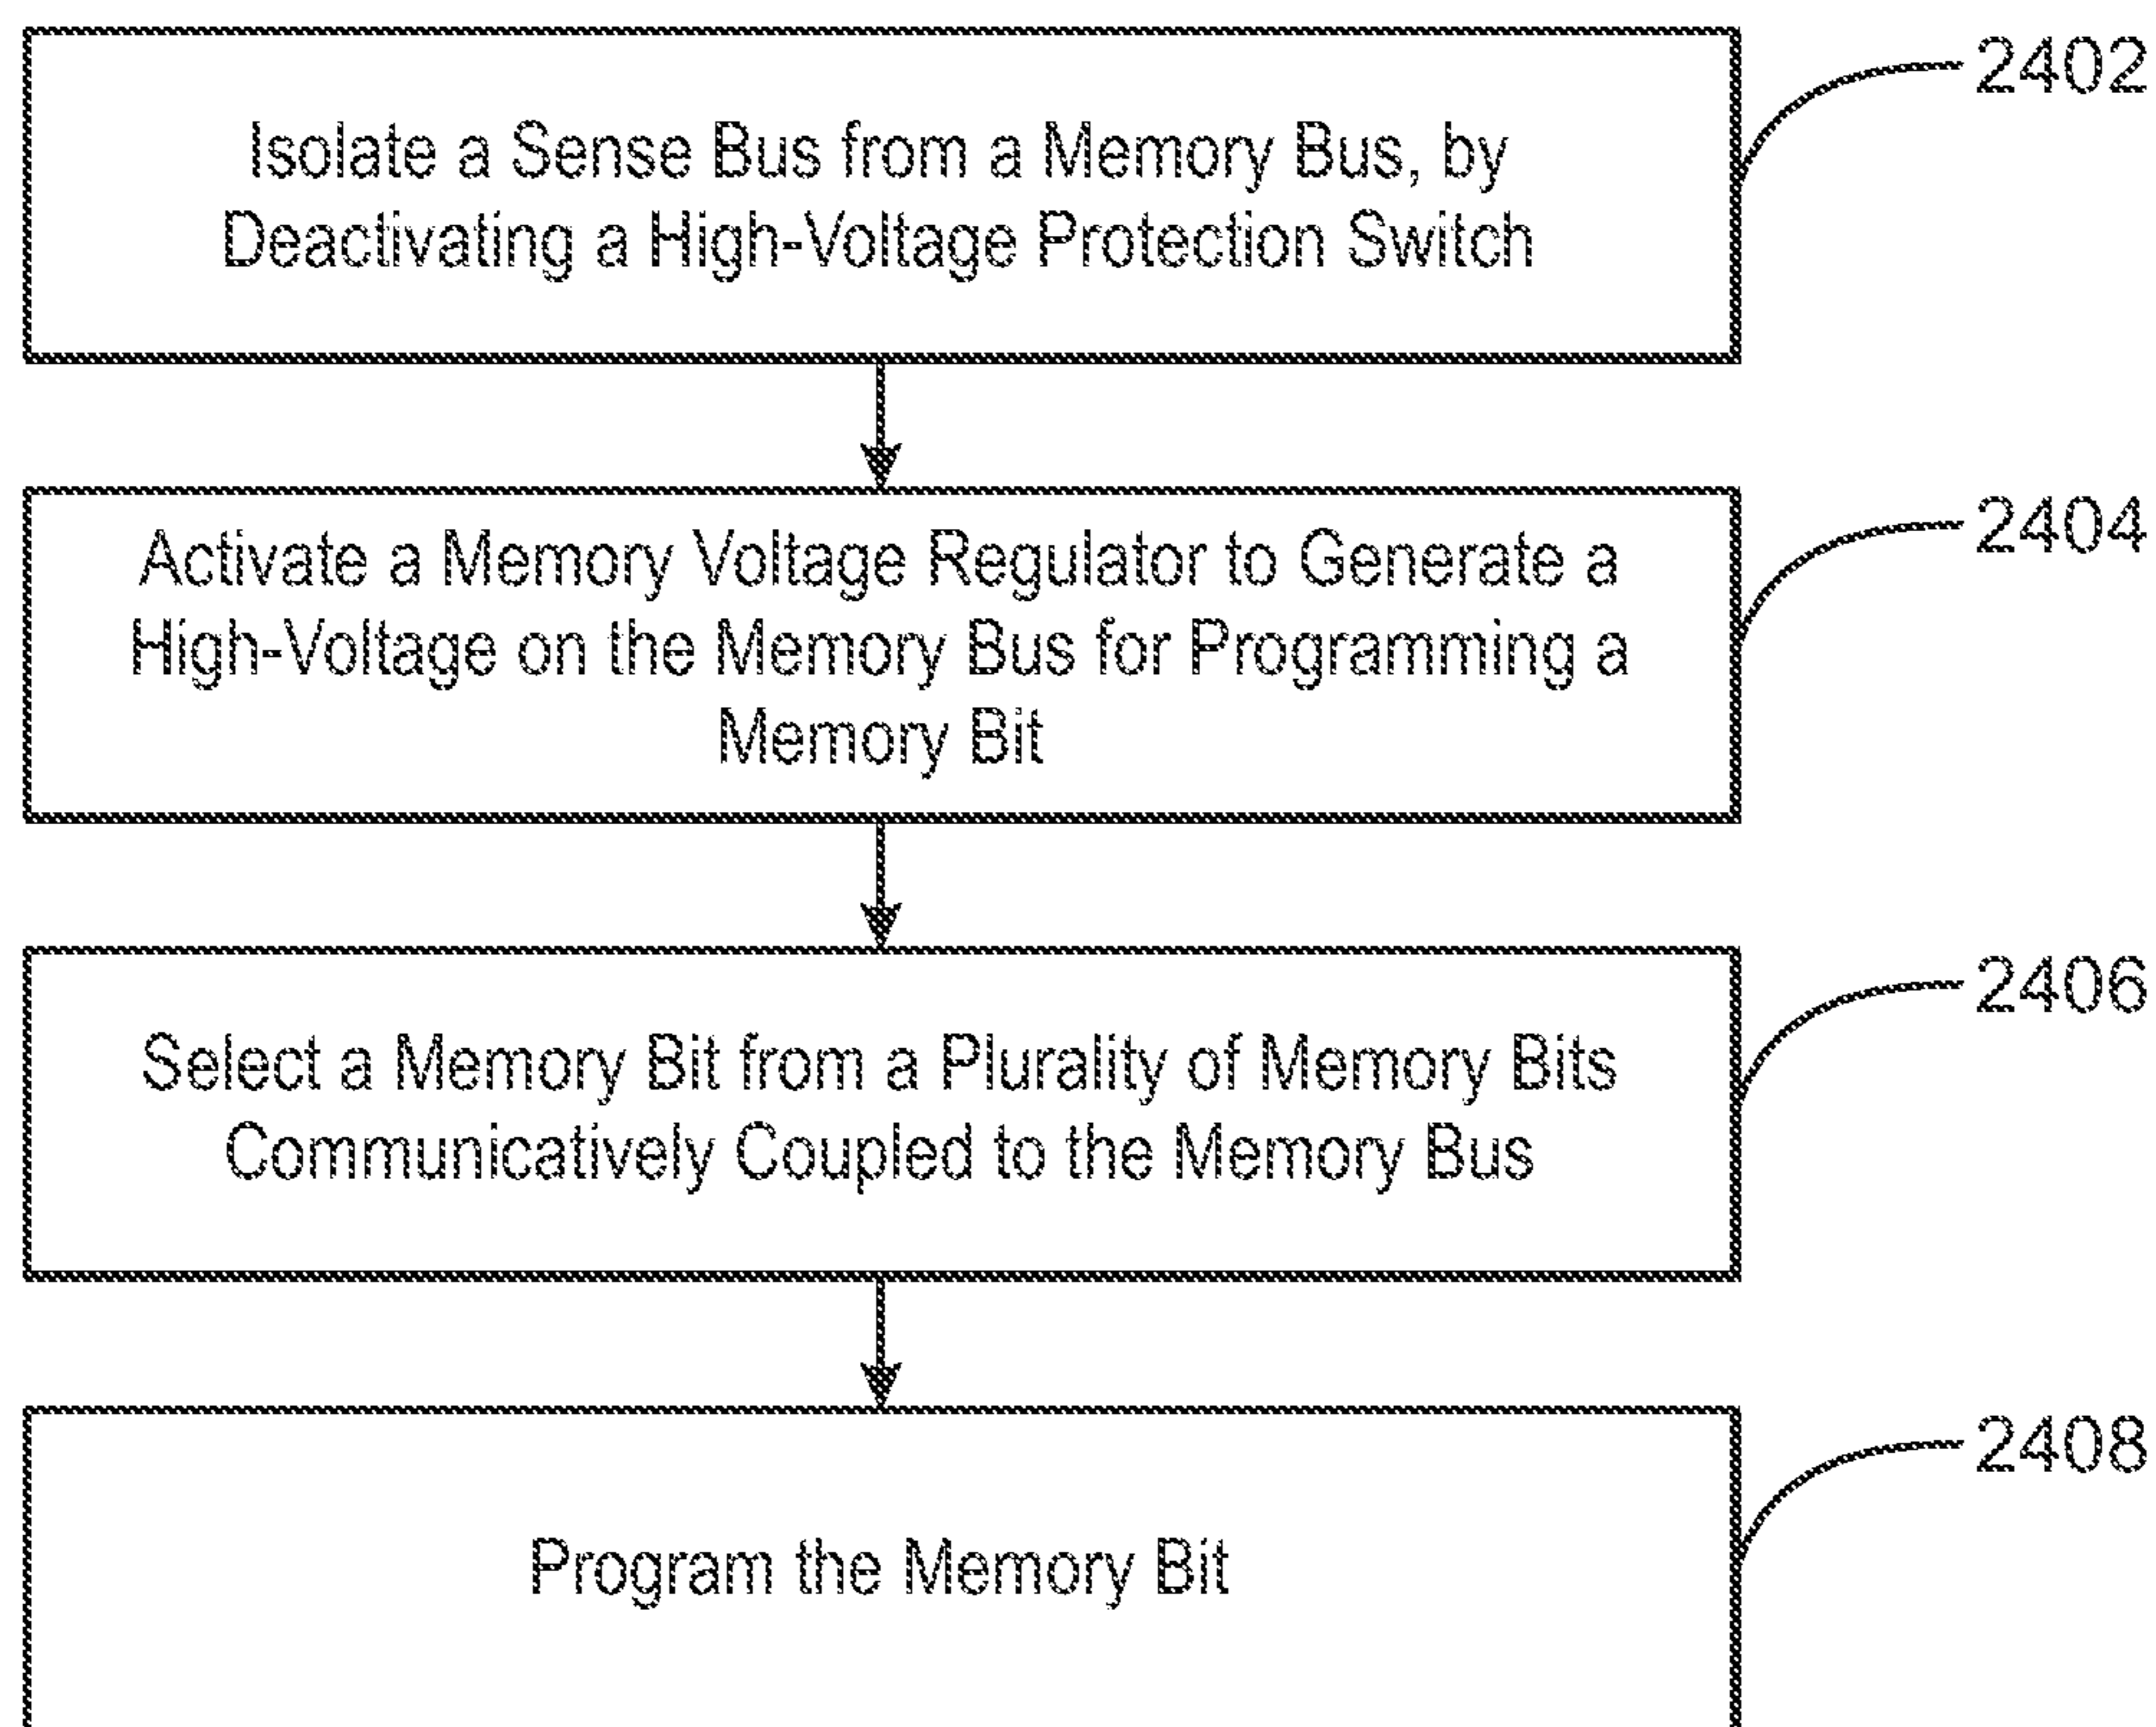 Isolate a Sense Bus from a Memory Bus, by
Deactivating a High-Voltage Protection Switch
2402
Activate a Memory Voltage Regulator to Generate a
High-Voltage on the Memory Bus for Programming a
Memory Bit
2404
Select a Memory Bit from a Plurality of Memory Bits
Communicatively Coupled to the Memory Bus
2406
Program the Memory Bit
2408